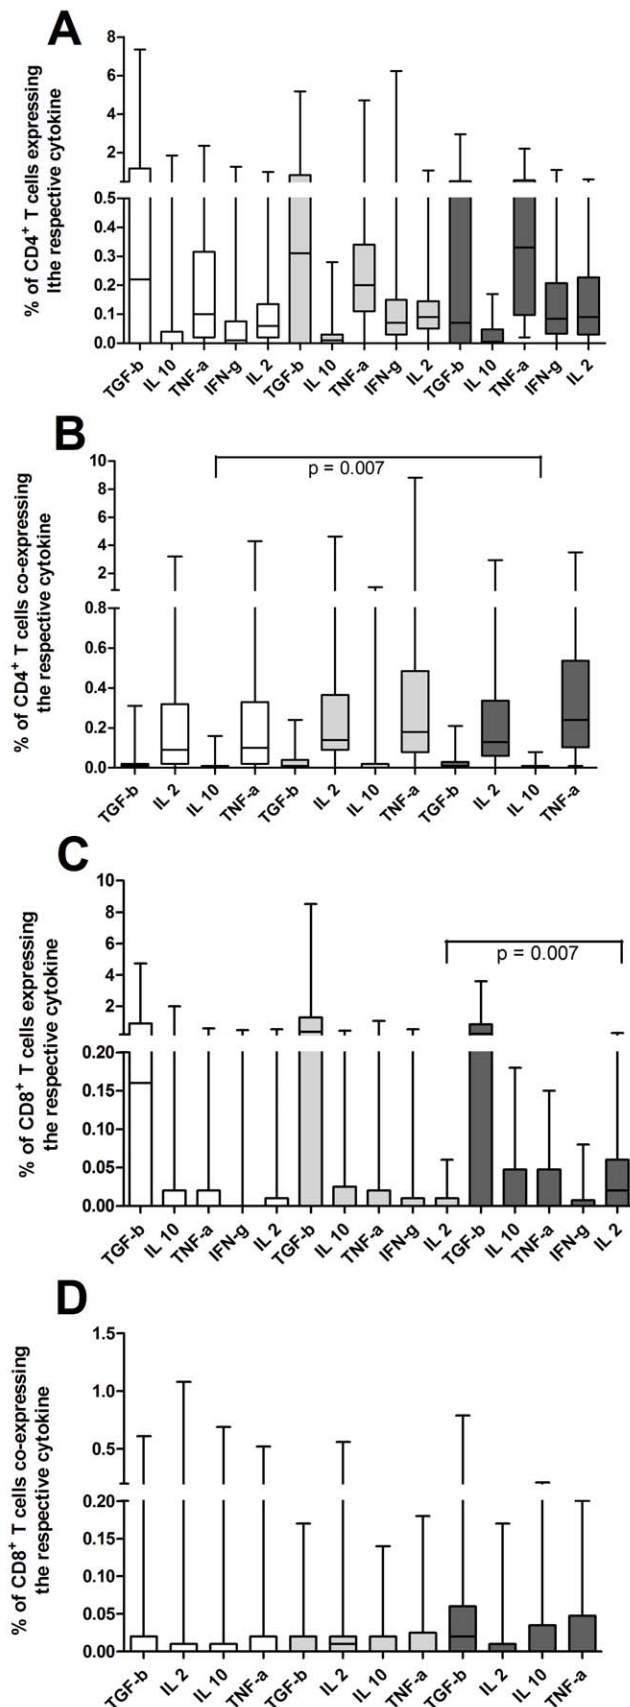 A
% of CD4⁺ T cells expressing
lthe respective cytokine
8
6
4
2
0.5
0.4
0.3
0.2
0.1
0.0
TGF-b IL 10 TNF-a IFN-g IL 2 TGF-b IL 10 TNF-a IFN-g IL 2 TGF-b IL 10 TNF-a IFN-g IL 2
B
% of CD4⁺ T cells co-expressing
the respective cytokine
10
8
6
4
2
0.8
0.6
0.4
0.2
0.0
p = 0.007
TGF-b IL 2 IL 10 TNF-a TGF-b IL 2 IL 10 TNF-a TGF-b IL 2 IL 10 TNF-a
C
% of CD8⁺ T cells expressing
the respective cytokine
10
8
6
4
2
0.20
0.15
0.10
0.05
0.00
p = 0.007
TGF-b IL 10 TNF-a IFN-g IL 2 TGF-b IL 10 TNF-a IFN-g IL 2 TGF-b IL 10 TNF-a IFN-g IL 2
D
% of CD8⁺ T cells co-expressing
the respective cytokine
1.5
1.0
0.5
0.20
0.15
0.10
0.05
0.00
TGF-b IL 2 IL 10 TNF-a TGF-b IL 2 IL 10 TNF-a TGF-b IL 2 IL 10 TNF-a